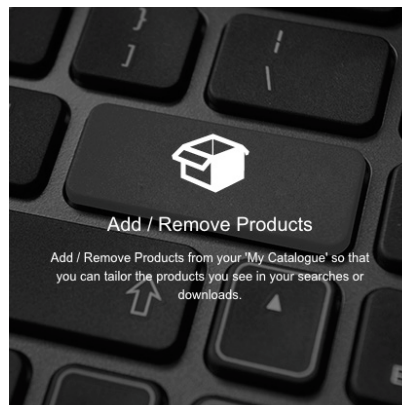 }
]
|
\
Add / Remove Products
Add / Remove Products from your 'My Catalogue' so that
you can tailor the products you see in your searches or
downloads.